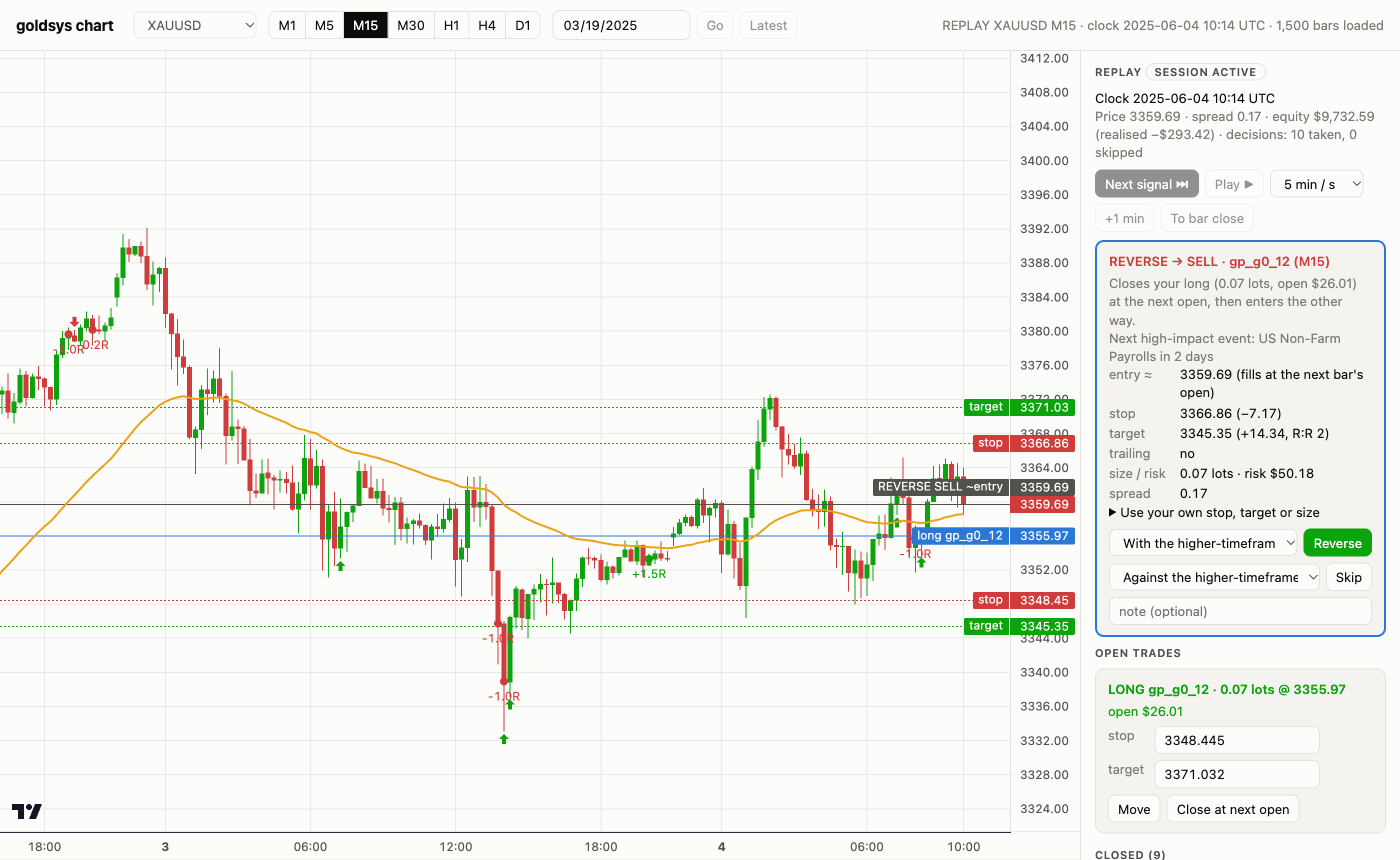 goldsys chart
XAUUSD
M1 M5 M15 M30 H1 H4 D1
03/19/2025
Go
Latest
REPLAY XAUUSD M15 · clock 2025-06-04 10:14 UTC · 1,500 bars loaded
3412.00
3408.00
3404.00
3400.00
3396.00
3392.00
3388.00
3384.00
3380.00
3376.00
3372.00
target 3371.03
3368.00
stop 3366.86
3364.00
REVERSE SELL ~entry 3359.69
3359.69
long gp_g0_12 3355.97
3352.00
stop 3348.45
target 3345.35
3344.00
3340.00
3336.00
3332.00
3328.00
3324.00
0.2R
+1.5R
-1.0R
-1.0R
18:00
3
06:00
12:00
18:00
4
06:00
10:00
REPLAY SESSION ACTIVE
Clock 2025-06-04 10:14 UTC
Price 3359.69 · spread 0.17 · equity $9,732.59
(realised −$293.42) · decisions: 10 taken, 0
skipped
Next signal ⏭ Play ▶ 5 min / s
+1 min To bar close
REVERSE → SELL · gp_g0_12 (M15)
Closes your long (0.07 lots, open $26.01)
at the next open, then enters the other
way.
Next high-impact event: US Non-Farm
Payrolls in 2 days
entry ≈ 3359.69 (fills at the next bar's
open)
stop 3366.86 (−7.17)
target 3345.35 (+14.34, R:R 2)
trailing no
size / risk 0.07 lots · risk $50.18
spread 0.17
▶ Use your own stop, target or size
With the higher-timefram Reverse
Against the higher-timeframe Skip
note (optional)
OPEN TRADES
LONG gp_g0_12 · 0.07 lots @ 3355.97
open $26.01
stop 3348.445
target 3371.032
Move Close at next open
CLOSED (9)